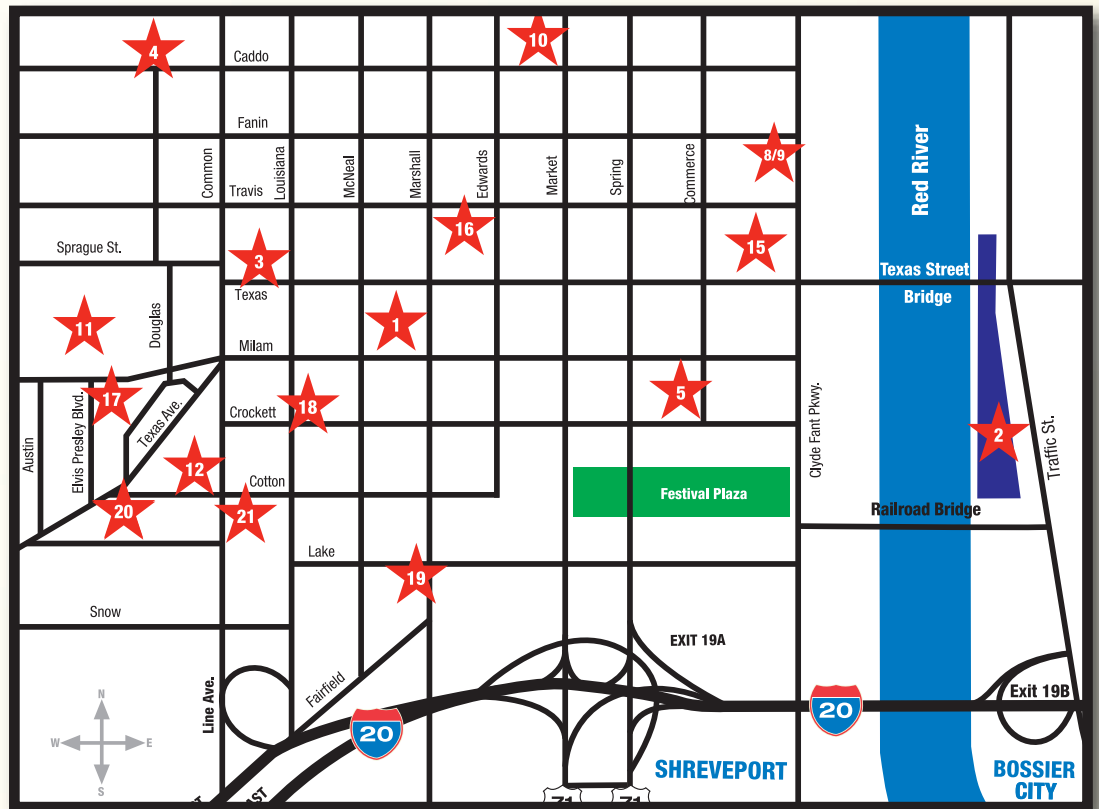 4
10
Caddo
Fanin
8/9
Common
Travis
Louisiana
McNeal
Marshall
Edwards
Market
Spring
Commerce
Red River
16
15
Sprague St.
3
Texas Street
Bridge
Texas
11
Douglas
1
Milam
17
Elvis Presley Blvd.
Texas Ave.
Crockett
18
5
Clyde Fant Pkwy.
2
Traffic St.
Austin
12
Cotton
Festival Plaza
20
21
Railroad Bridge
Lake
19
Snow
EXIT 19A
Line Ave.
Fairfield
Exit 19B
20
20
N
W E
S
SHREVEPORT
BOSSIER
CITY
71
71